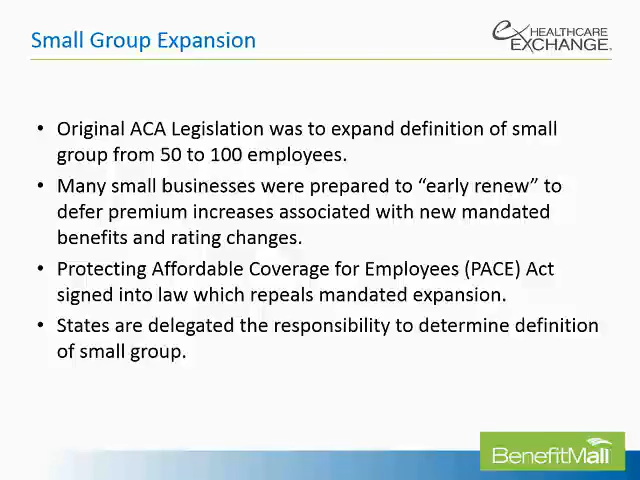 Small Group Expansion
ex HEALTHCARE
EXCHANGE.
• Original ACA Legislation was to expand definition of small
group from 50 to 100 employees.
• Many small businesses were prepared to “early renew” to
defer premium increases associated with new mandated
benefits and rating changes.
• Protecting Affordable Coverage for Employees (PACE) Act
signed into law which repeals mandated expansion.
• States are delegated the responsibility to determine definition
of small group.
BenefitMall